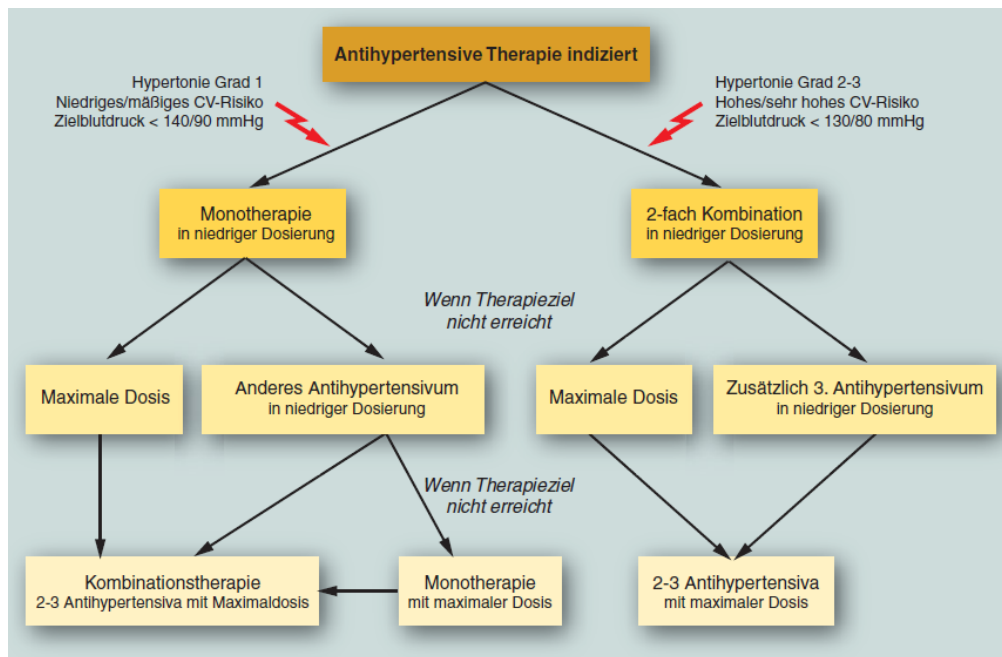 Antihypertensive Therapie indiziert
Hypertonie Grad 1
Niedriges/mäßiges CV-Risiko
Zielblutdruck < 140/90 mmHg
Hypertonie Grad 2-3
Hohes/sehr hohes CV-Risiko
Zielblutdruck < 130/80 mmHg
Monotherapie
in niedriger Dosierung
2-fach Kombination
in niedriger Dosierung
Wenn Therapieziel
nicht erreicht
Maximale Dosis
Anderes Antihypertensivum
in niedriger Dosierung
Maximale Dosis
Zusätzlich 3. Antihypertensivum
in niedriger Dosierung
Wenn Therapieziel
nicht erreicht
Kombinationstherapie
2-3 Antihypertensiva mit Maximaldosis
Monotherapie
mit maximaler Dosis
2-3 Antihypertensiva
mit maximaler Dosis